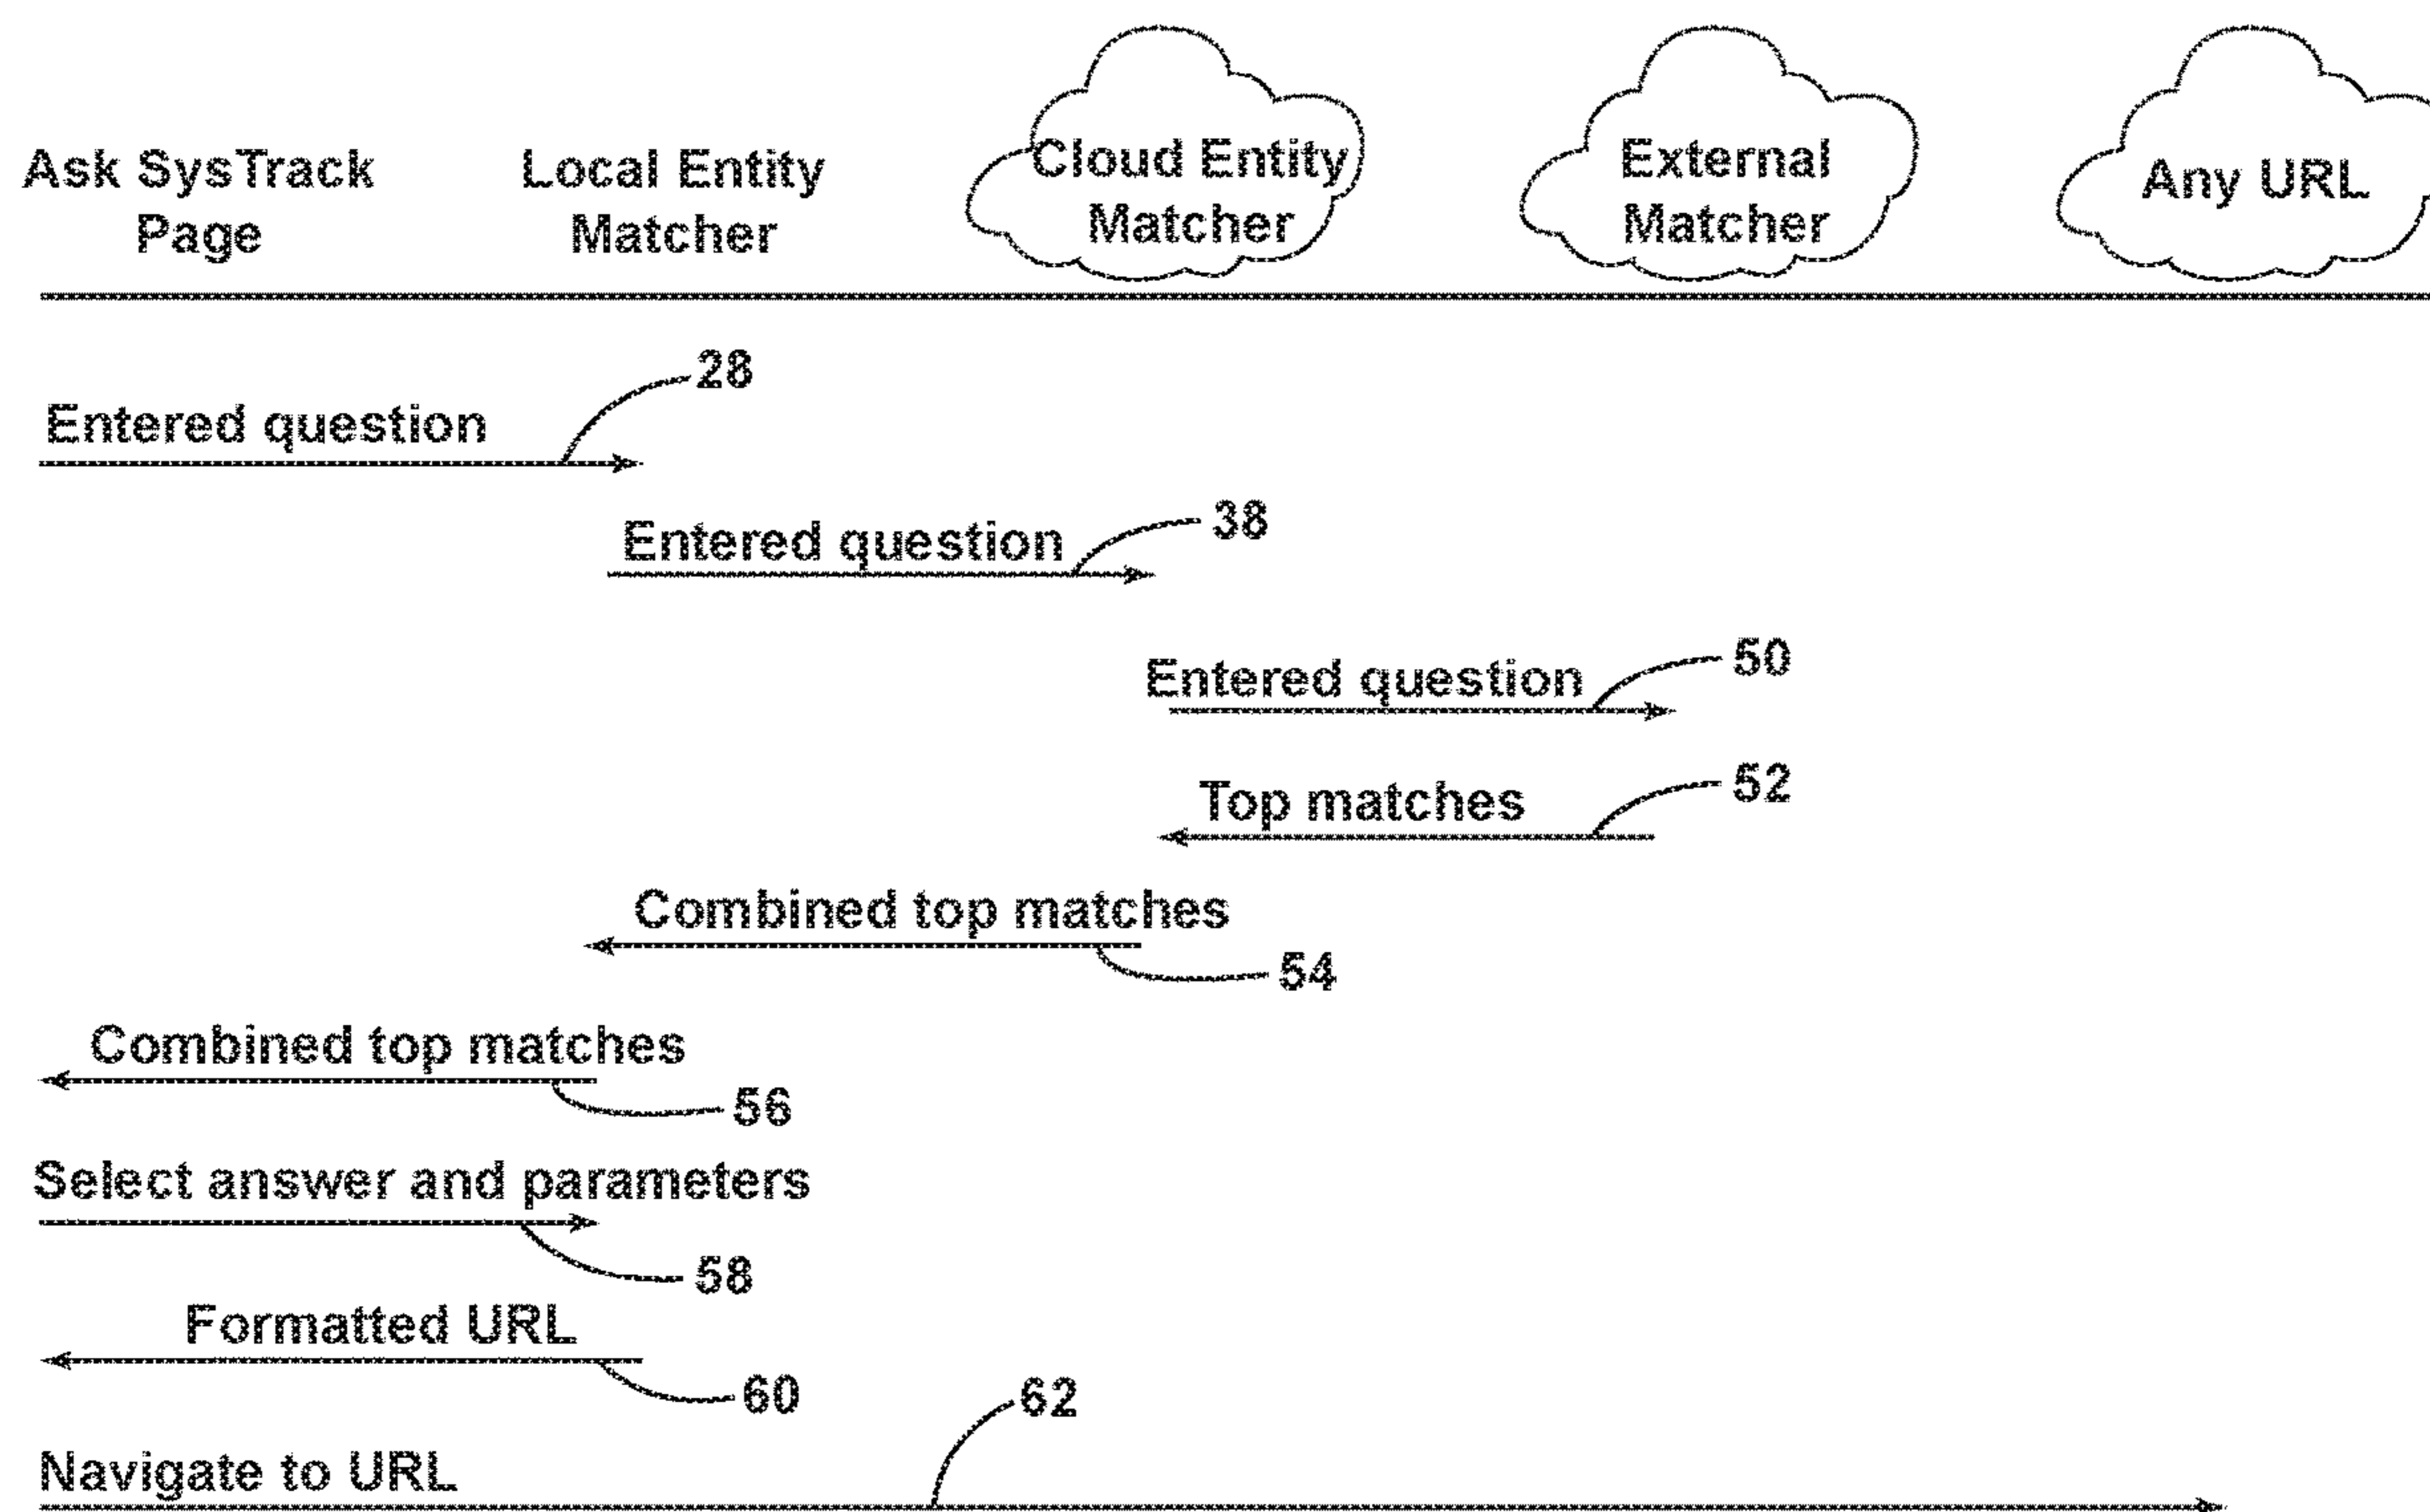 Ask SysTrack
Page
Local Entity
Matcher
Cloud Entity
Matcher
External
Matcher
Any URL
28
Entered question
38
Entered question
50
Entered question
52
Top matches
Combined top matches
54
Combined top matches
56
Select answer and parameters
58
Formatted URL
60
62
Navigate to URL